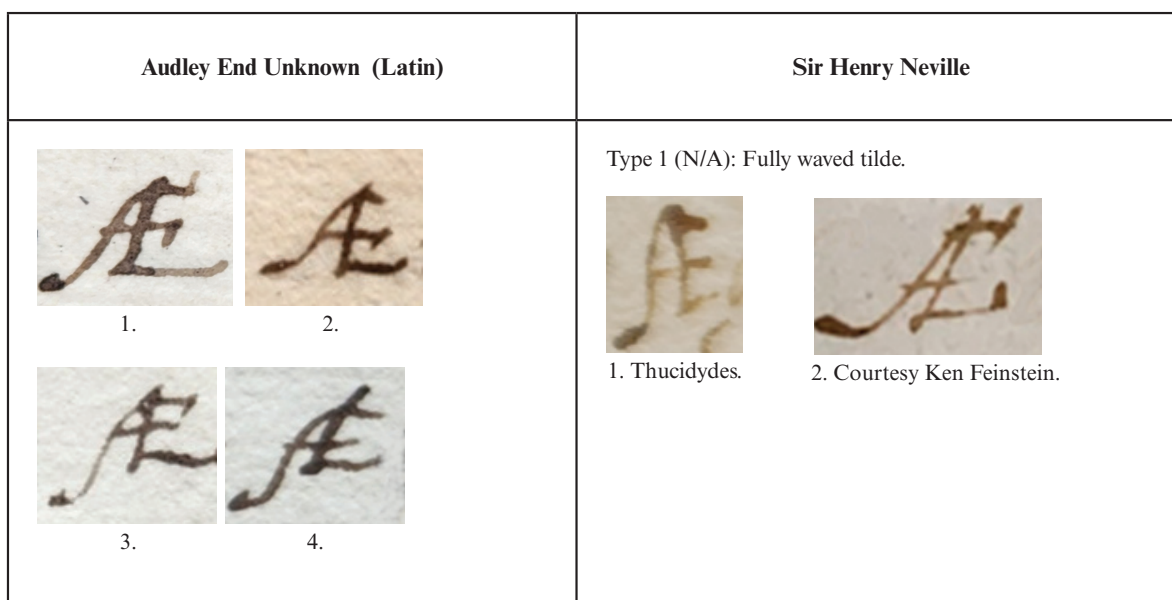 Audley End Unknown (Latin)
Sir Henry Neville
Æ
Æ
1.
2.
Æ
Æ
3.
4.
Type 1 (N/A): Fully waved tilde.
Æ
Æ
1. Thucidydes.
2. Courtesy Ken Feinstein.